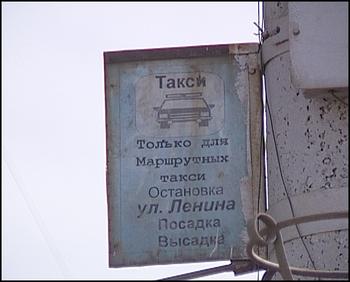 Такси
Только для
Маршрутных
такси
Остановка
ул. Ленина
Посадка
Высадка